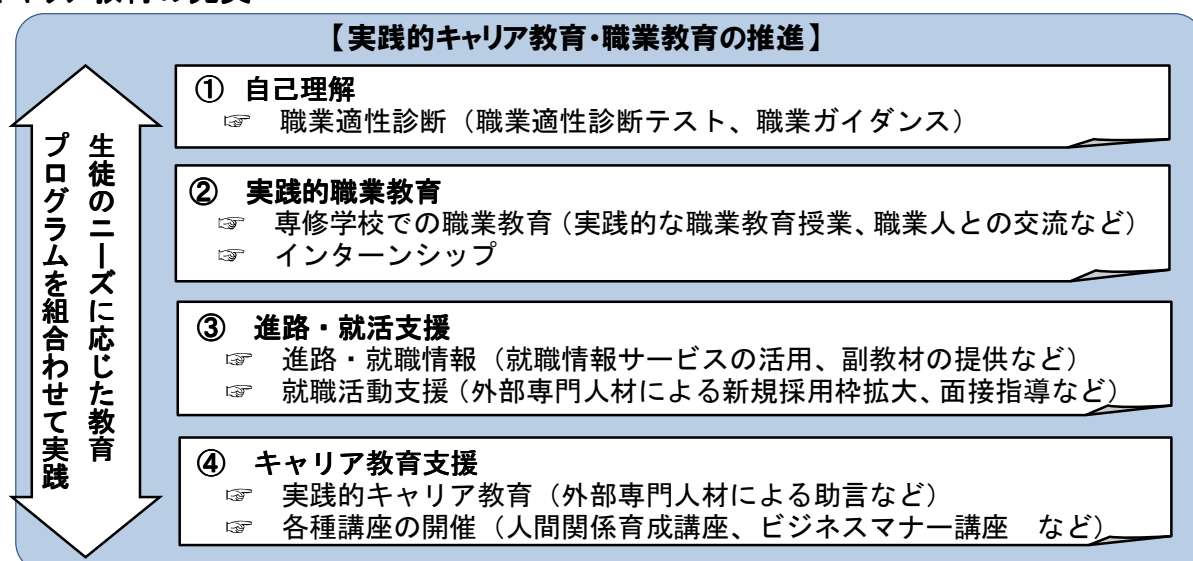 【実践的キャリア教育・職業教育の推進】
生徒のニーズに応じた教育
プログラムを組合わせて実践
① 自己理解
☞ 職業適性診断（職業適性診断テスト、職業ガイダンス）
② 実践的職業教育
☞ 専修学校での職業教育（実践的な職業教育授業、職業人との交流など）
☞ インターンシップ
③ 進路・就活支援
☞ 進路・就職情報（就職情報サービスの活用、副教材の提供など）
☞ 就職活動支援（外部専門人材による新規採用枠拡大、面接指導など）
④ キャリア教育支援
☞ 実践的キャリア教育（外部専門人材による助言など）
☞ 各種講座の開催（人間関係育成講座、ビジネスマナー講座　など）